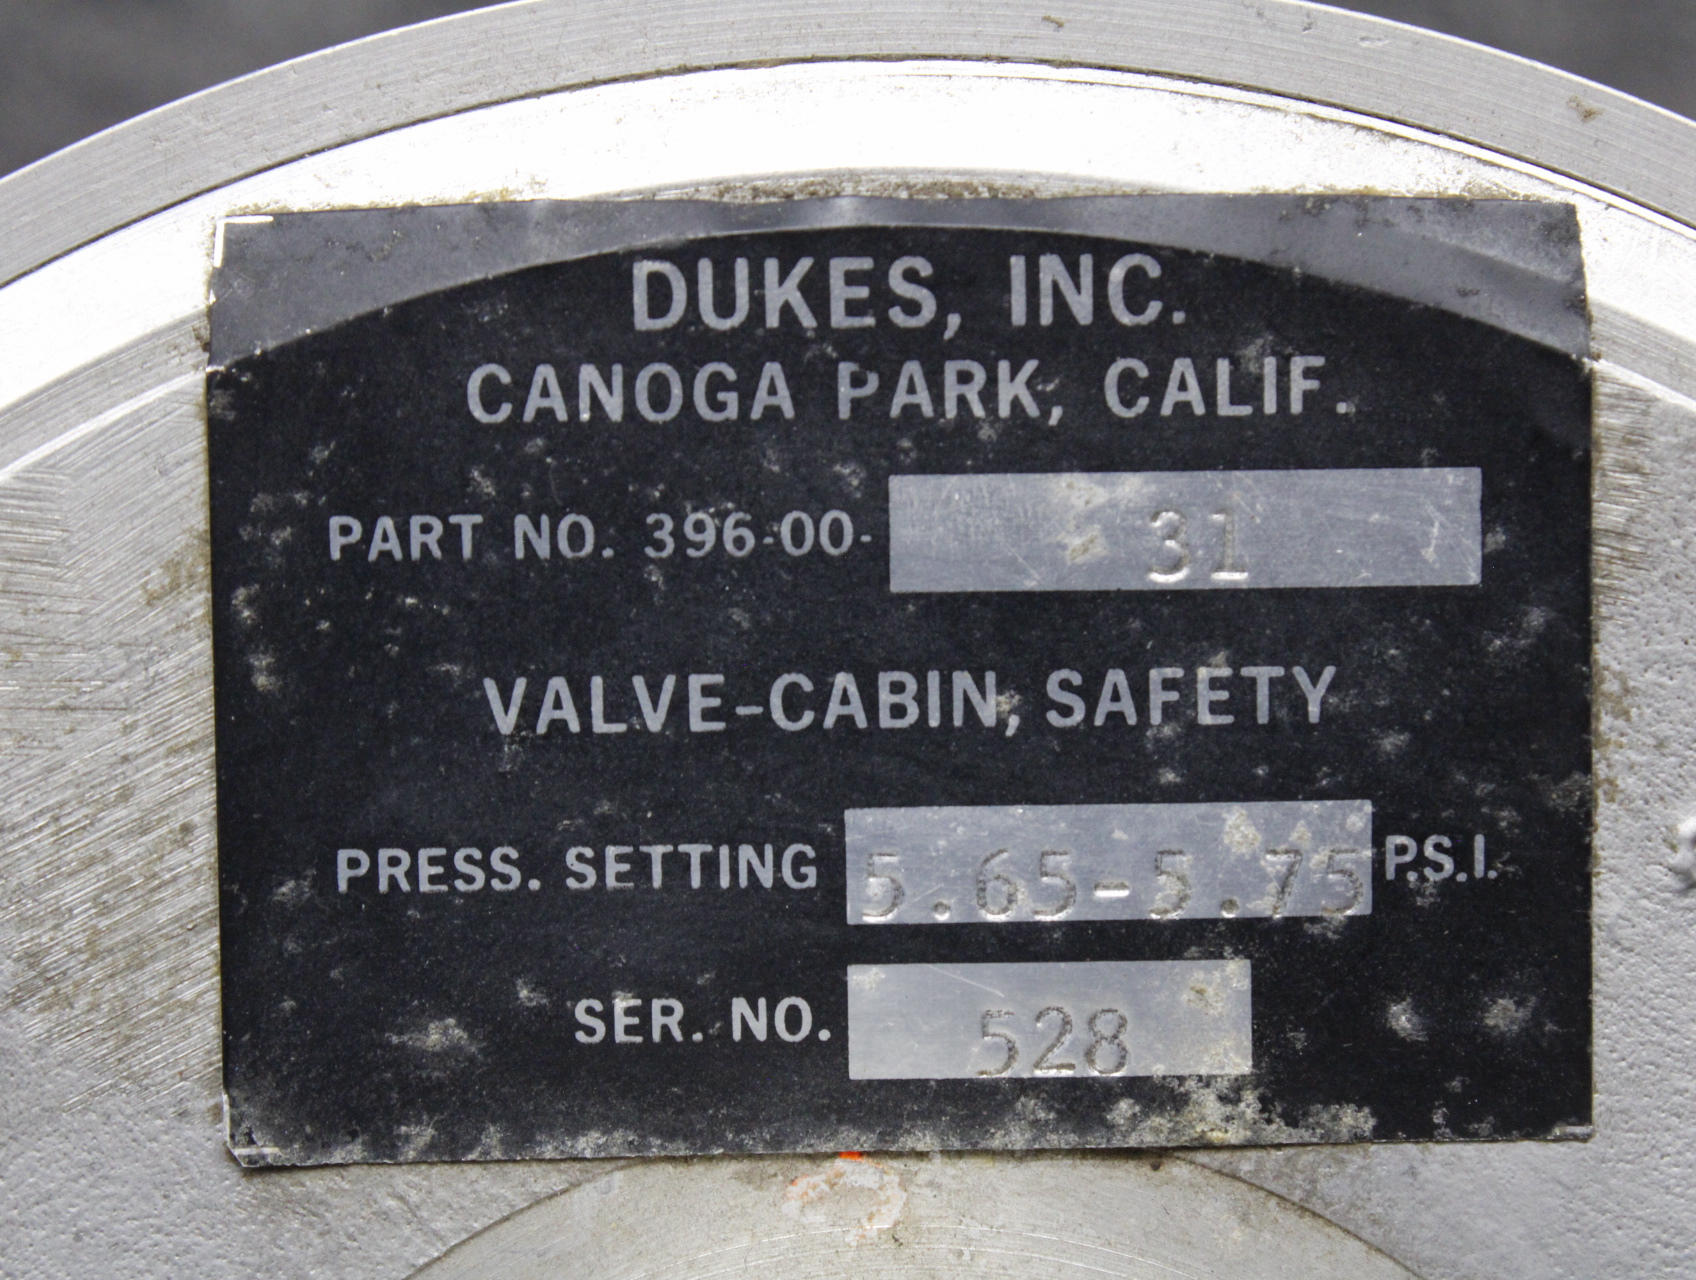 DUKES, INC.
CANOGA PARK, CALIF.
PART NO. 396-00- 31
VALVE-CABIN, SAFETY
PRESS. SETTING 5.65-5.75 P.S.I.
SER. NO. 528